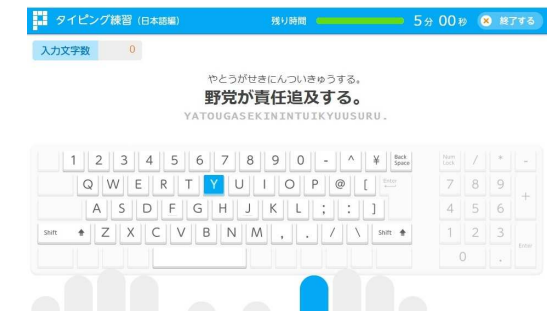 タイピング練習（日本語編） 残り時間 5分 00秒 × 終了する
入力文字数 0
やとうがせきにんついきゅうする。
野党が責任追及する。
YATOUGASEKININTUIKYUUSURU.
1 2 3 4 5 6 7 8 9 0 - ^ ¥ Back Space Num Lock / * -
Q W E R T Y U I O P @ [ Enter 7 8 9 +
A S D F G H J K L ; : ] 4 5 6
Shift Z X C V B N M , . / \ Shift 1 2 3 Enter
0 .